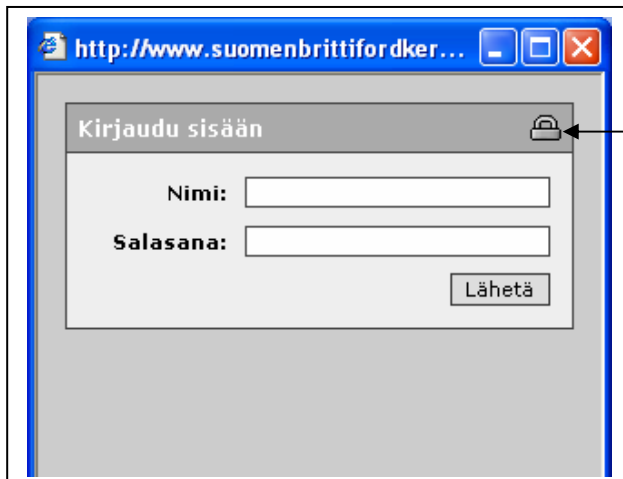 http://www.suomenbrittifordker...
Kirjaudu sisään
Nimi:
Salasana:
Lähetä